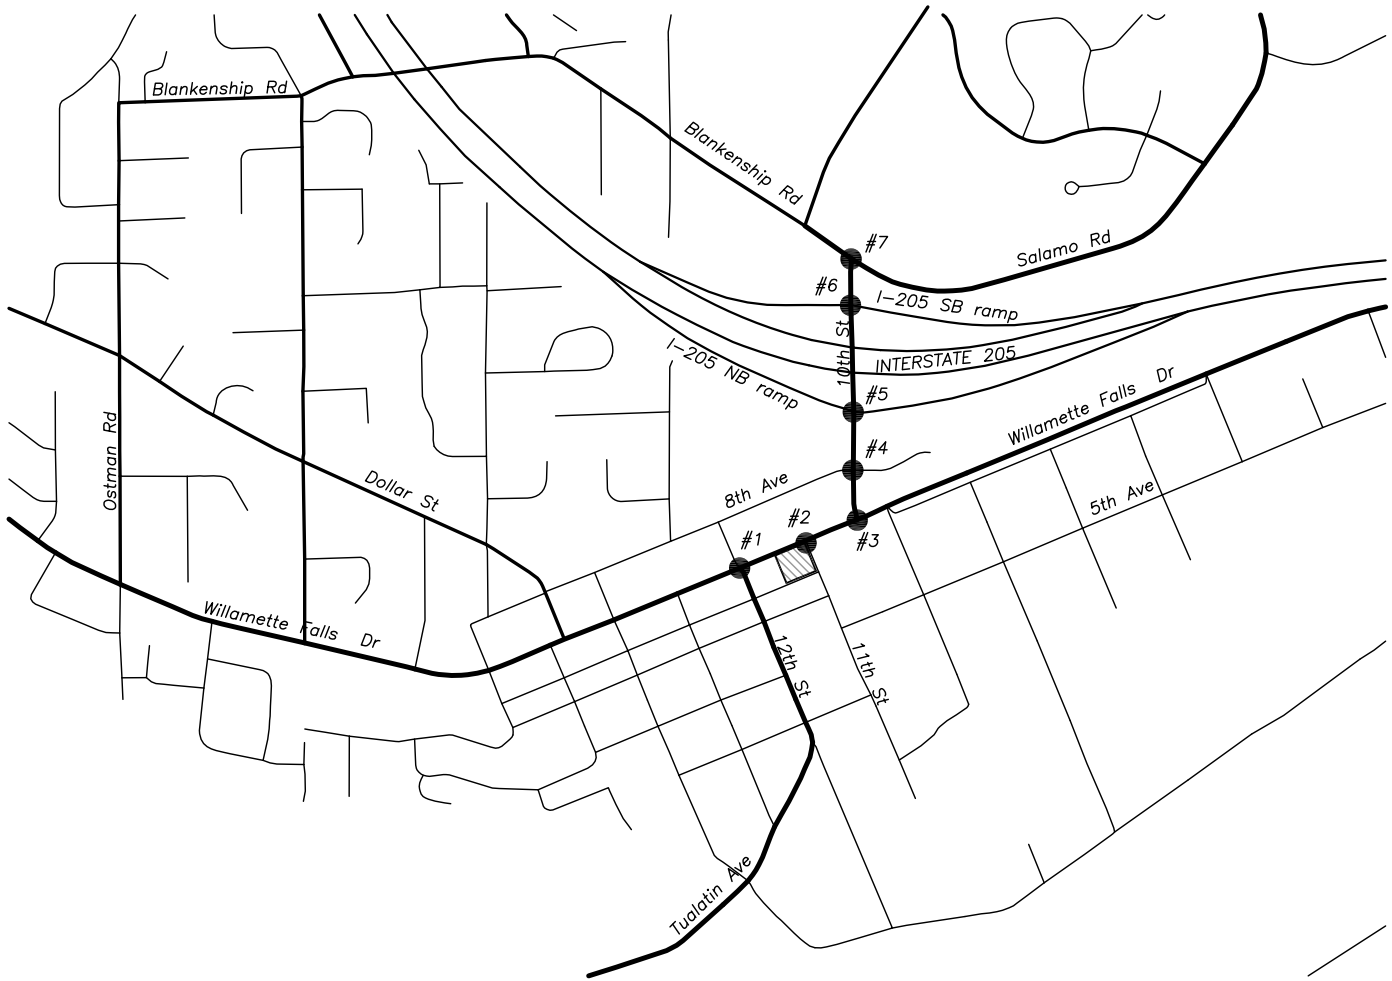 Blankenship Rd
Blankenship Rd
#7
Salamo Rd
#6
I-205 SB ramp
10th St
INTERSTATE 205
I-205 NB ramp
#5
Willamette Falls Dr
Ostman Rd
Dollar St
#4
8th Ave
5th Ave
#2
#1
#3
Willamette Falls Dr
12th St
11th St
Tualatin Ave